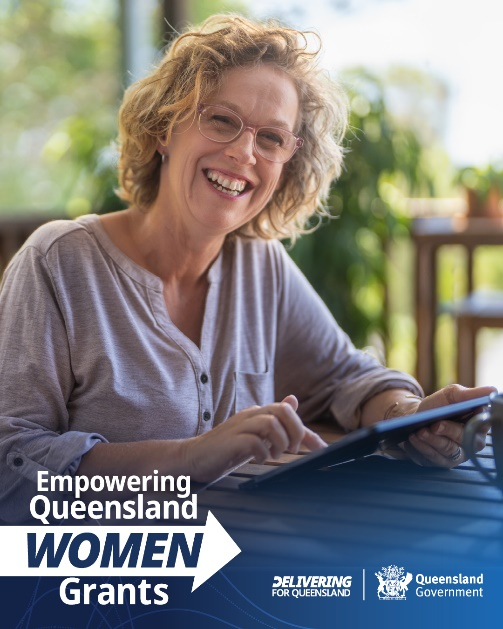 Empowering
Queensland
WOMEN
Grants
DELIVERING
FOR QUEENSLAND
Queensland
Government